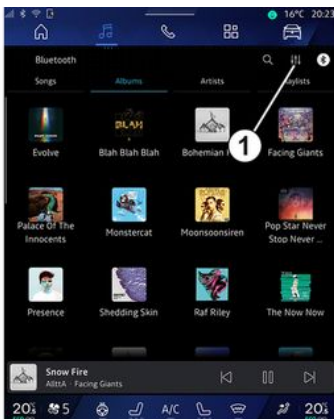 16°C 20:23
Bluetooth
Songs Albums Artists Playlists
1
BLAH
Evolve Blah Blah Blah Bohemian Facing Giants
Palace Of The Innocents Monstercat Moonsoonsiren Pop Star Never Stop Never ...
Presence Shedding Skin Raf Riley The Now Now
Snow Fire
AlltA · Facing Giants
20.5 5 A/C 20.5